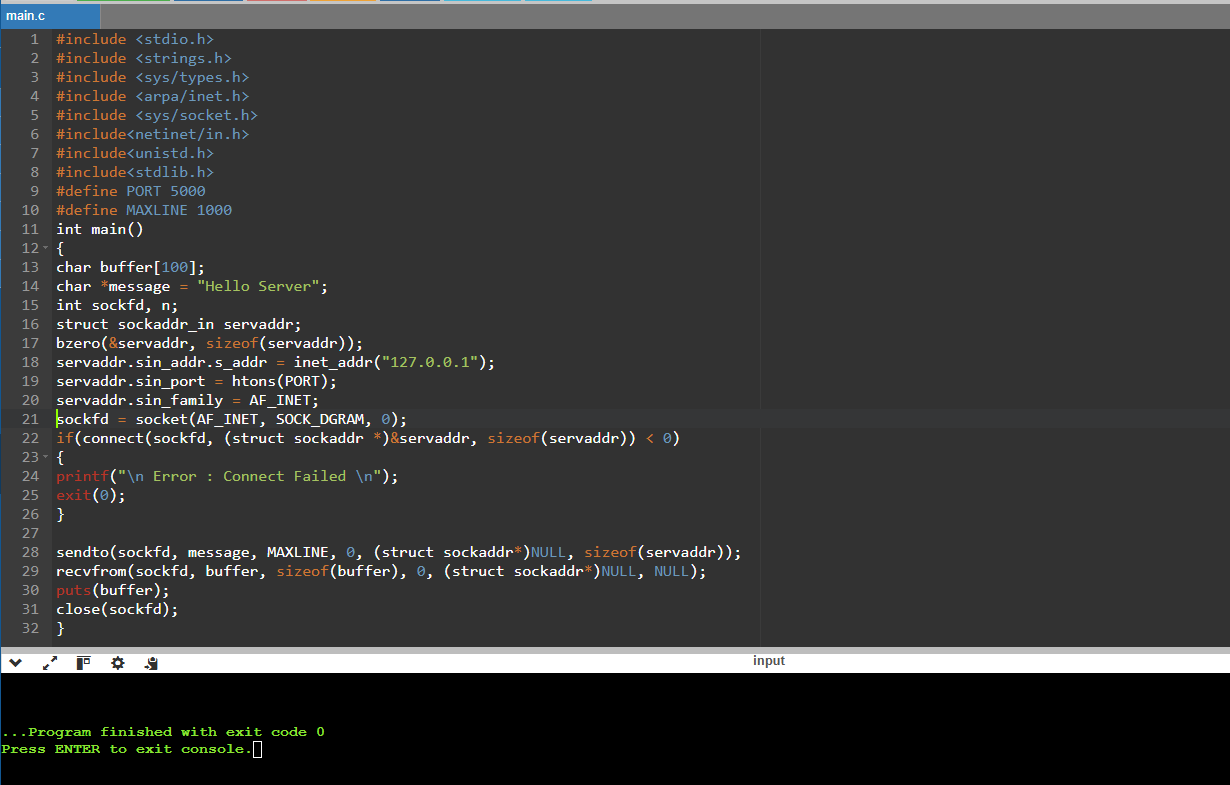 main.c
1 #include <stdio.h>
2 #include <strings.h>
3 #include <sys/types.h>
4 #include <arpa/inet.h>
5 #include <sys/socket.h>
6 #include<netinet/in.h>
7 #include<unistd.h>
8 #include<stdlib.h>
9 #define PORT 5000
10 #define MAXLINE 1000
11 int main()
12 {
13 char buffer[100];
14 char *message = "Hello Server";
15 int sockfd, n;
16 struct sockaddr_in servaddr;
17 bzero(&servaddr, sizeof(servaddr));
18 servaddr.sin_addr.s_addr = inet_addr("127.0.0.1");
19 servaddr.sin_port = htons(PORT);
20 servaddr.sin_family = AF_INET;
21 sockfd = socket(AF_INET, SOCK_DGRAM, 0);
22 if(connect(sockfd, (struct sockaddr *)&servaddr, sizeof(servaddr)) < 0)
23 {
24 printf("\n Error : Connect Failed \n");
25 exit(0);
26 }
27
28 sendto(sockfd, message, MAXLINE, 0, (struct sockaddr*)NULL, sizeof(servaddr));
29 recvfrom(sockfd, buffer, sizeof(buffer), 0, (struct sockaddr*)NULL, NULL);
30 puts(buffer);
31 close(sockfd);
32 }
input
...Program finished with exit code 0
Press ENTER to exit console.